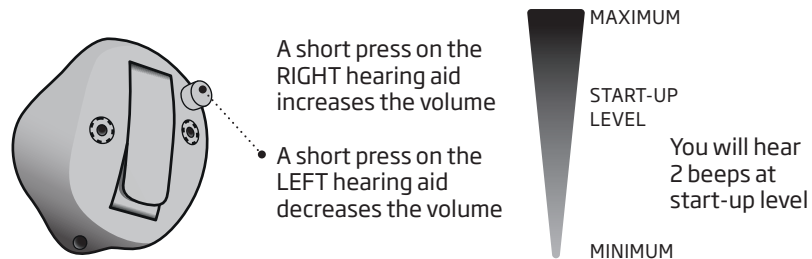 A short press on the
RIGHT hearing aid
increases the volume
A short press on the
LEFT hearing aid
decreases the volume
MAXIMUM
START-UP
LEVEL
You will hear
2 beeps at
start-up level
MINIMUM